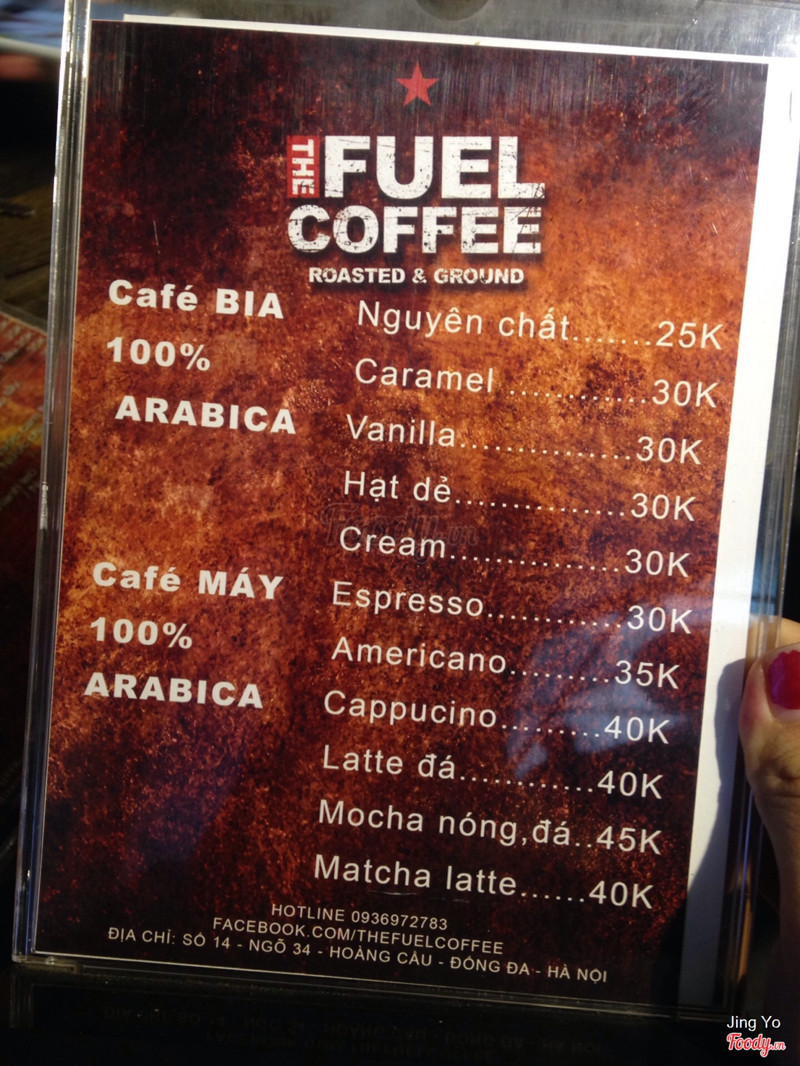 THE FUEL
COFFEE
ROASTED & GROUND
Café BIA
100%
ARABICA
Nguyên chất.......25K
Caramel .............30K
Vanilla................30K
Hạt dẻ................30K
Cream................30K
Café MÁY
100%
ARABICA
Espresso............30K
Americano.........35K
Cappucino.........40K
Latte đá............40K
Mocha nóng,đá..45K
Matcha latte......40K
HOTLINE 0936972783
FACEBOOK.COM/THEFUELCOFFEE
ĐỊA CHỈ: SỐ 14 - NGÕ 34 - HOÀNG CẦU - ĐỐNG ĐA - HÀ NỘI
Foody.vn
Jing Yo
Foody.vn